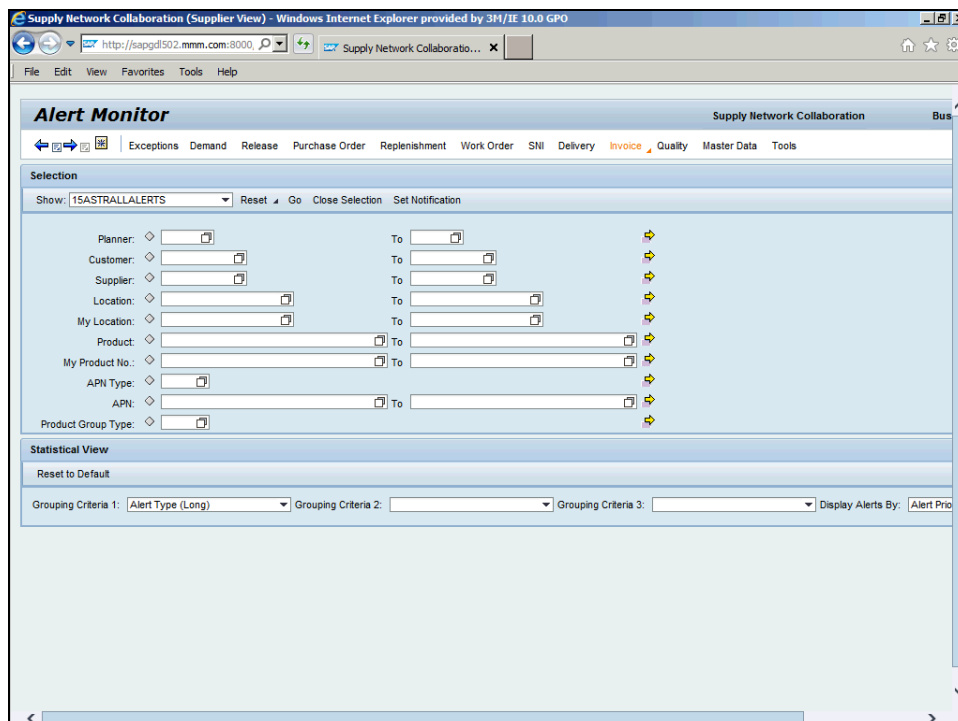 Supply Network Collaboration (Supplier View) - Windows Internet Explorer provided by 3M/IE 10.0 GPO
http://sapgdl502.mmm.com:8000, Supply Network Collaboratio...
File Edit View Favorites Tools Help
Alert Monitor Supply Network Collaboration Bus
Exceptions Demand Release Purchase Order Replenishment Work Order SNI Delivery Invoice Quality Master Data Tools
Selection
Show: 15ASTRALLALERTS Reset Go Close Selection Set Notification
Planner: To
Customer: To
Supplier: To
Location: To
My Location: To
Product: To
My Product No.: To
APN Type:
APN: To
Product Group Type:
Statistical View
Reset to Default
Grouping Criteria 1: Alert Type (Long) Grouping Criteria 2: Grouping Criteria 3: Display Alerts By: Alert Prio